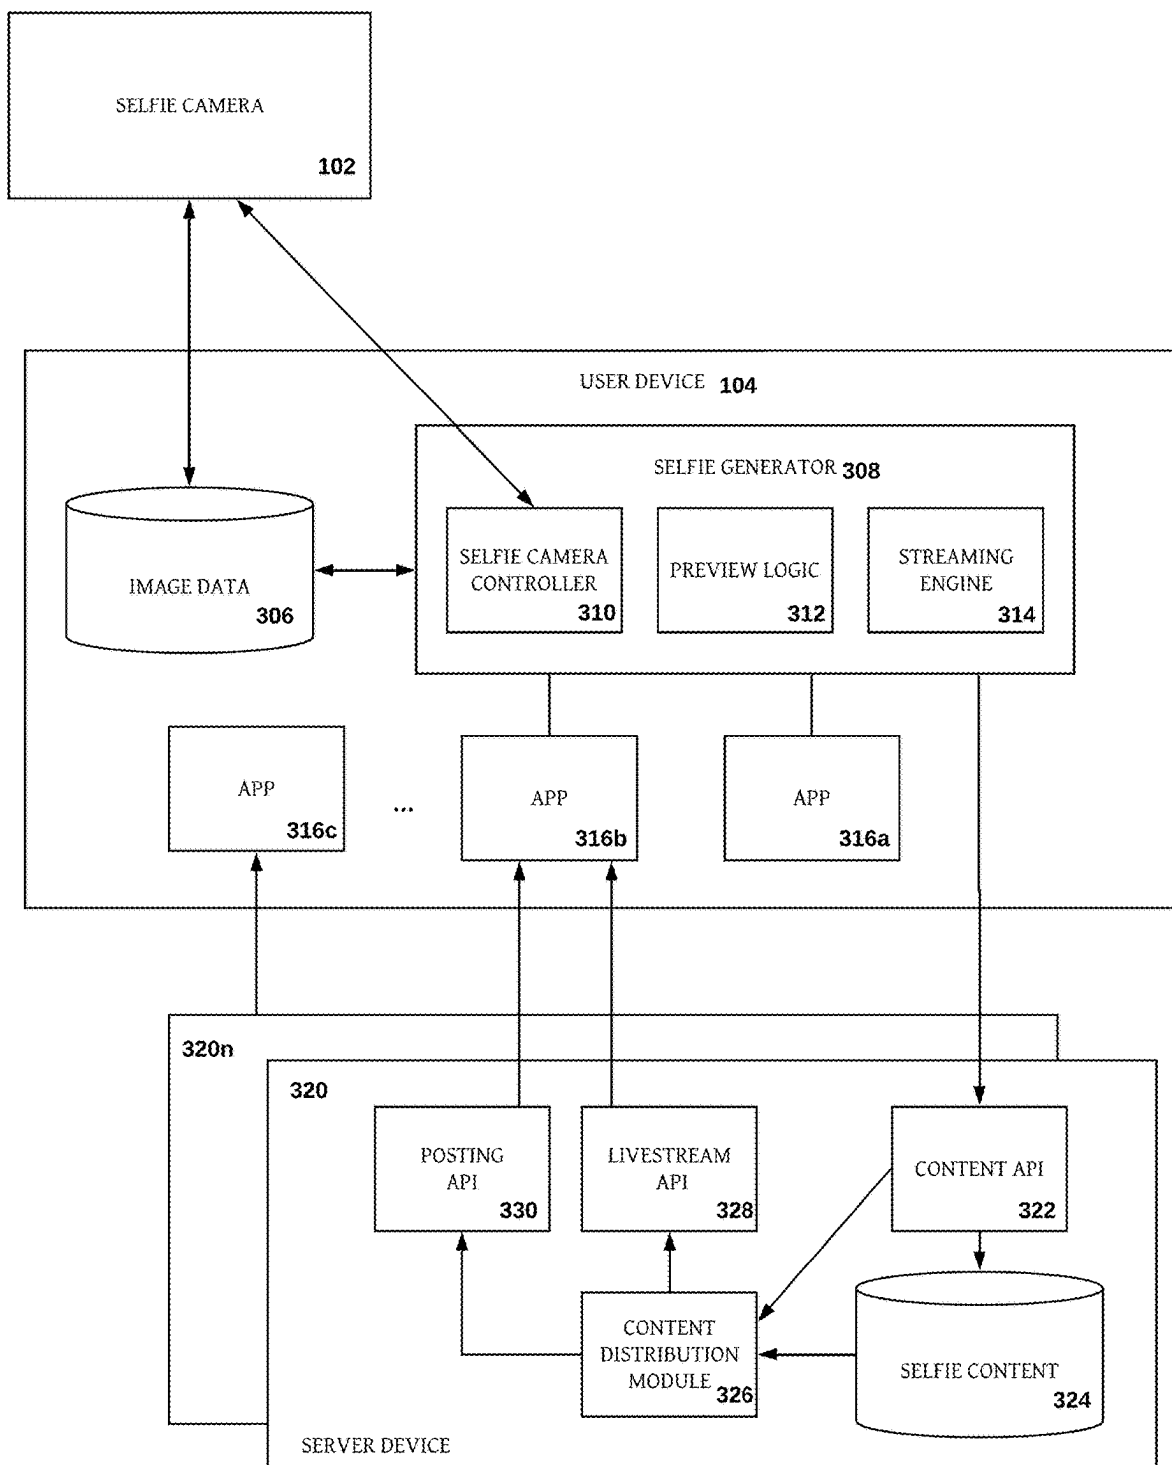 SELFIE CAMERA
102
USER DEVICE 104
SELFIE GENERATOR 308
SELFIE CAMERA
CONTROLLER
310
PREVIEW LOGIC
312
STREAMING
ENGINE
314
IMAGE DATA
306
APP
316c
...
APP
316b
APP
316a
320n
320
POSTING
API
330
LIVESTREAM
API
328
CONTENT API
322
CONTENT
DISTRIBUTION
MODULE
326
SELFIE CONTENT
324
SERVER DEVICE